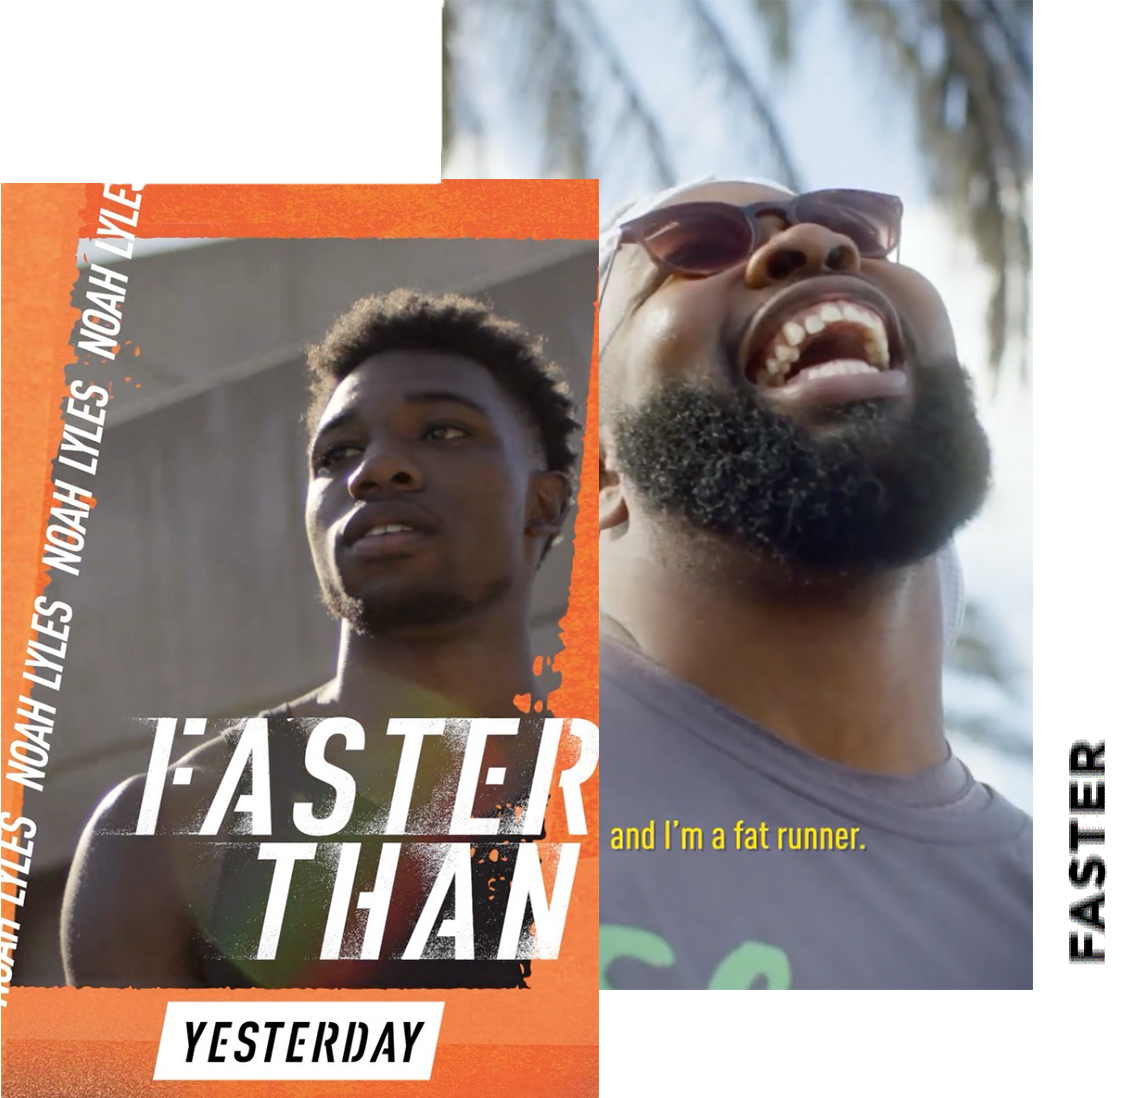 NOAH LYLES NOAH LYLES NOAH LYLES NOAH LYLES
FASTER
THAN
YESTERDAY
and I'm a fat runner.
FASTER